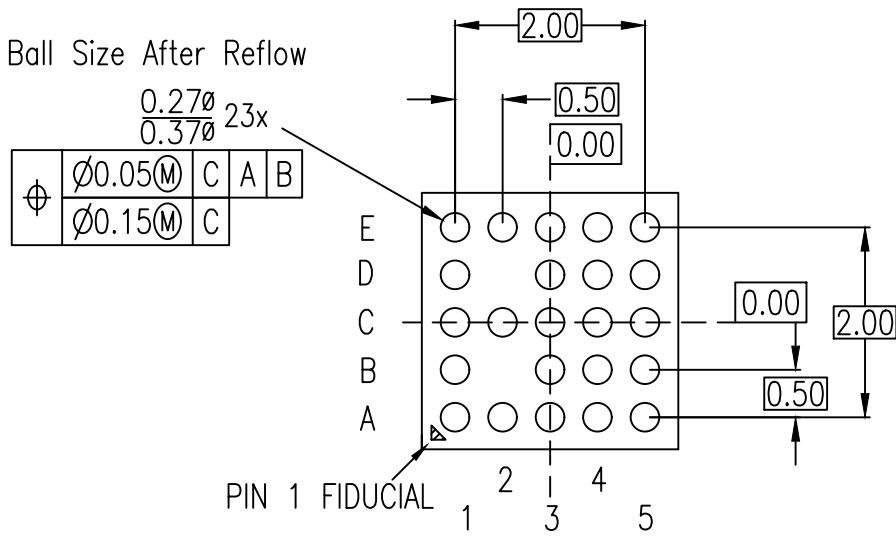 2.00
Ball Size After Reflow
0.27ø
0.37ø 23x
0.50
0.00
Ø0.05Ⓜ C A B
Ø0.15Ⓜ C
E
D
C
B
A
0.00
2.00
0.50
PIN 1 FIDUCIAL
2 4
1 3 5